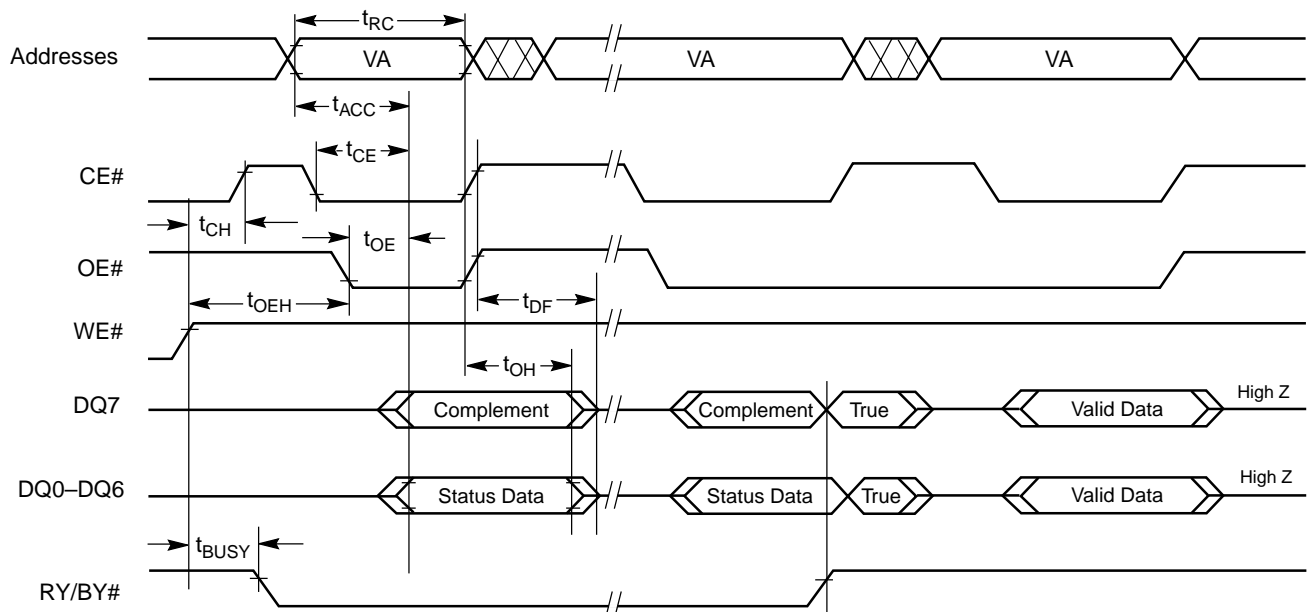 tRC
Addresses VA VA VA
tACC
tCE
CE#
tCH
tOE
OE#
tDF
tOEH
WE#
tOH
High Z
DQ7 Complement Complement True Valid Data
High Z
DQ0–DQ6 Status Data Status Data True Valid Data
tBUSY
RY/BY#